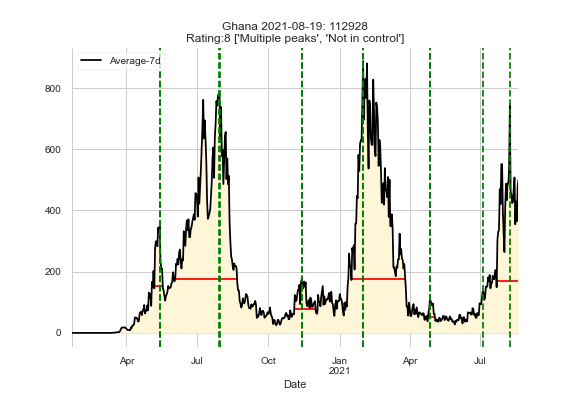 Ghana 2021-08-19: 112928
Rating:8 ['Multiple peaks', 'Not in control']
Average-7d
800
600
400
200
0
Apr
Jul
Oct
Jan
2021
Apr
Jul
Date